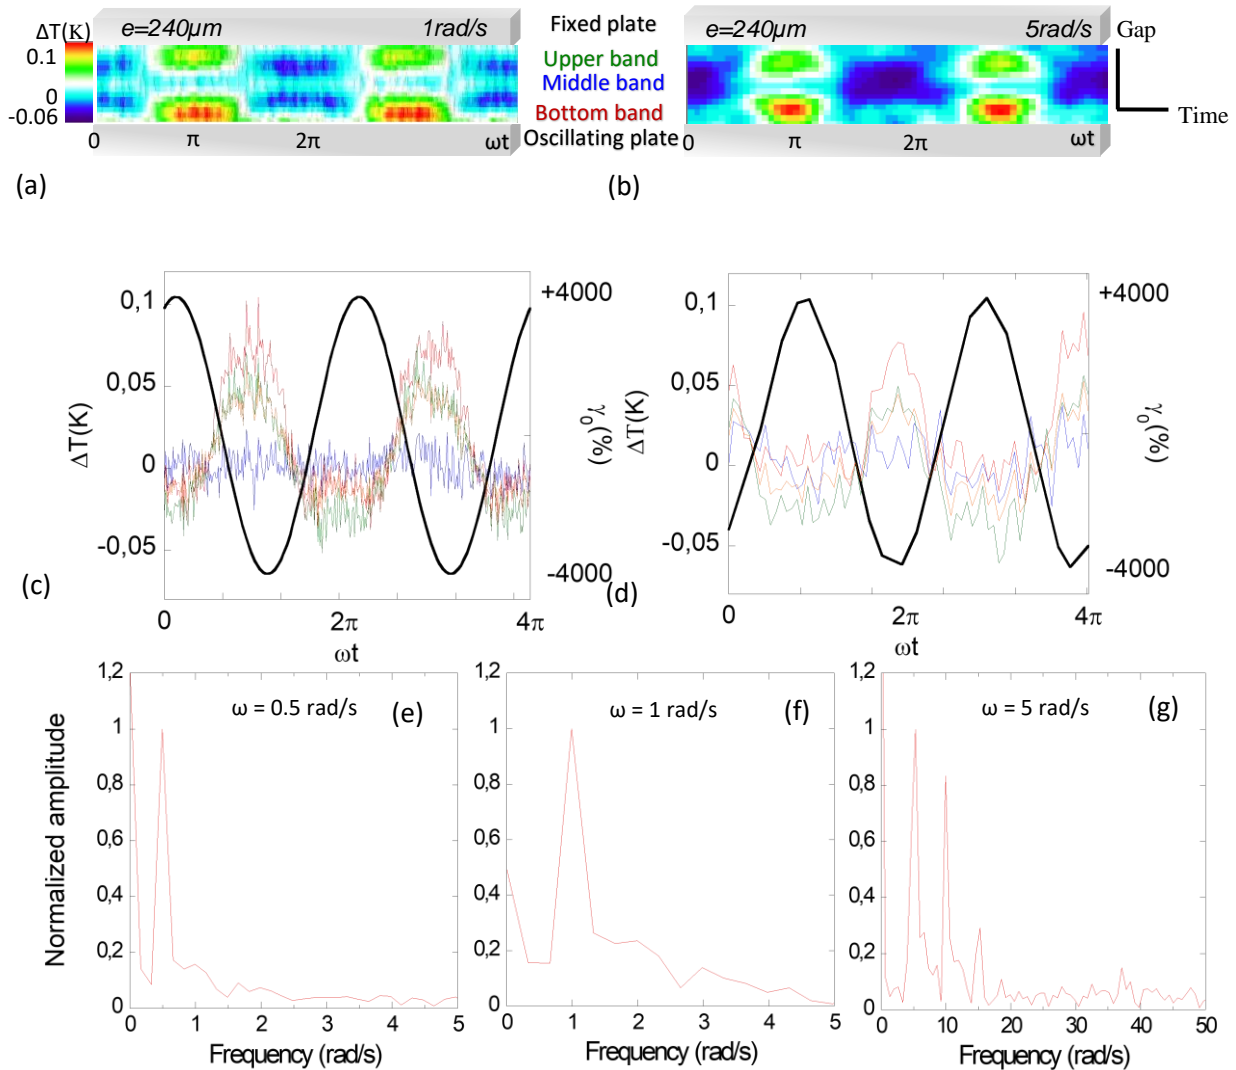 ΔT(K)
0.1
0
-0.06
e=240µm 1rad/s
0 π 2π ωt
(a)
Fixed plate
Upper band
Middle band
Bottom band
Oscillating plate
e=240µm 5rad/s
0 π 2π ωt
(b)
Gap
Time
ΔT(K)
0,1
0,05
0
-0,05
+4000
γ0(%)
-4000
0 2π 4π
ωt
(c)
ΔT(K)
0,1
0,05
0
-0,05
+4000
γ0(%)
-4000
0 2π 4π
ωt
(d)
Normalized amplitude
1,2
1
0,8
0,6
0,4
0,2
0
ω = 0.5 rad/s (e)
0 1 2 3 4 5
Frequency (rad/s)
1,2
1
0,8
0,6
0,4
0,2
0
ω = 1 rad/s (f)
0 1 2 3 4 5
Frequency (rad/s)
1,2
1
0,8
0,6
0,4
0,2
0
ω = 5 rad/s (g)
0 10 20 30 40 50
Frequency (rad/s)